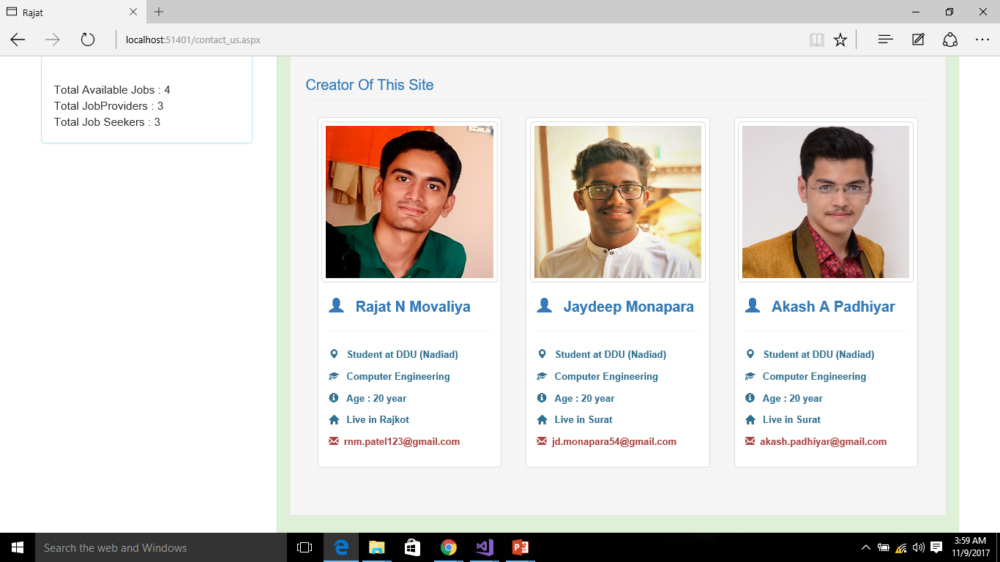 Rajat
localhost:51401/contact_us.aspx
Total Available Jobs : 4
Total JobProviders : 3
Total Job Seekers : 3
Creator Of This Site
Rajat N Movaliya
Student at DDU (Nadiad)
Computer Engineering
Age : 20 year
Live in Rajkot
rnm.patel123@gmail.com
Jaydeep Monapara
Student at DDU (Nadiad)
Computer Engineering
Age : 20 year
Live in Surat
jd.monapara54@gmail.com
Akash A Padhiyar
Student at DDU (Nadiad)
Computer Engineering
Age : 20 year
Live in Surat
akash.padhiyar@gmail.com
Search the web and Windows
3:59 AM
11/9/2017